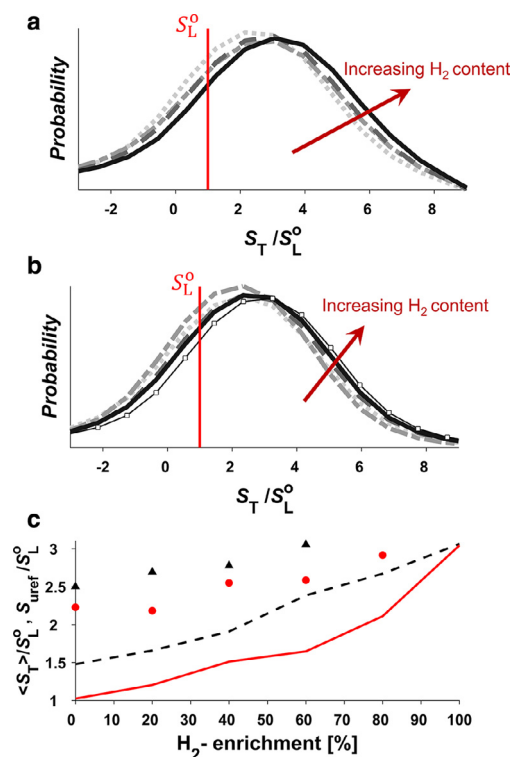 a
S_L^o
Increasing H₂ content
Probability
-2 0 2 4 6 8
S_T /S_L^o
b
S_L^o
Increasing H₂ content
Probability
-2 0 2 4 6 8
S_T /S_L^o
c
<S_T>/S_L^o , S_uref /S_L^o
3
2.5
2
1.5
1
0 10 20 30 40 50 60 70 80 90 100
H₂- enrichment [%]